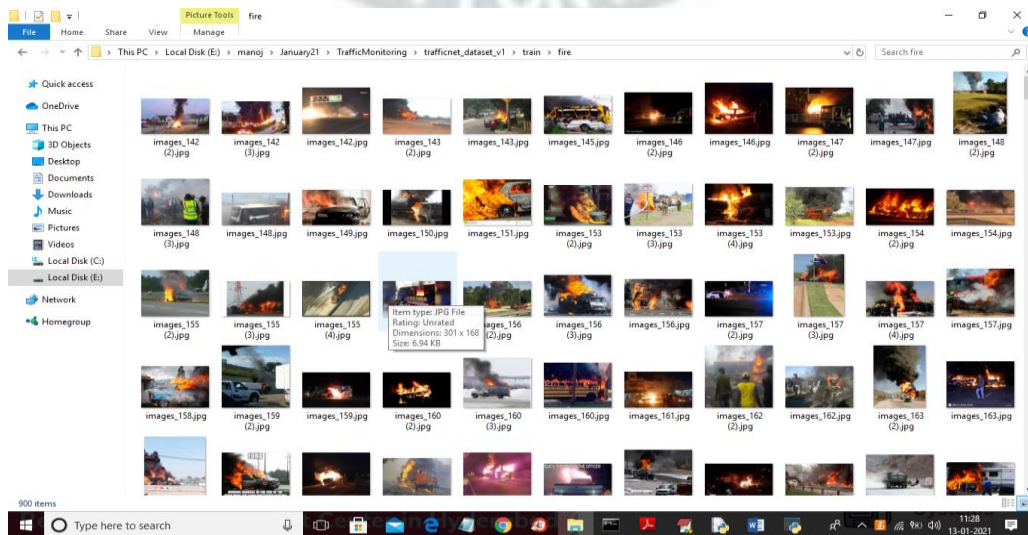 Picture Tools fire
File Home Share View Manage
This PC > Local Disk (E:) > manoj > January21 > TrafficMonitoring > trafficnet_dataset_v1 > train > fire
Search fire
Quick access
OneDrive
This PC
3D Objects
Desktop
Documents
Downloads
Music
Pictures
Videos
Local Disk (C:)
Local Disk (E:)
Network
Homegroup
images_142 (2).jpg images_142 (3).jpg images_142.jpg images_143 (2).jpg images_143.jpg images_145.jpg images_146 (2).jpg images_146.jpg images_147 (2).jpg images_147.jpg images_148 (2).jpg
images_148 (3).jpg images_148.jpg images_149.jpg images_150.jpg images_151.jpg images_153 (2).jpg images_153 (3).jpg images_153 (4).jpg images_153.jpg images_154 (2).jpg images_154.jpg
images_155 (2).jpg images_155 (3).jpg images_155 (4).jpg images_156 (2).jpg images_156 (3).jpg images_156.jpg images_157 (2).jpg images_157 (3).jpg images_157 (4).jpg images_157.jpg
Item type: JPG File
Rating: Unrated
Dimensions: 301 x 168
Size: 6.94 KB
images_158.jpg images_159 (2).jpg images_159.jpg images_160 (2).jpg images_160 (3).jpg images_160.jpg images_161.jpg images_162 (2).jpg images_162.jpg images_163 (2).jpg images_163.jpg
900 items
Type here to search
11:28
13-01-2021